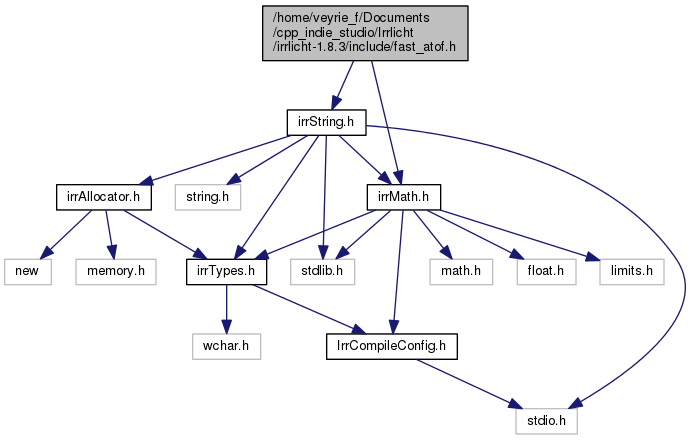 /home/veyrie_f/Documents
/cpp_indie_studio/Irrlicht
/irrlicht-1.8.3/include/fast_atof.h
irrString.h
irrAllocator.h
string.h
irrMath.h
new
memory.h
irrTypes.h
stdlib.h
math.h
float.h
limits.h
wchar.h
IrrCompileConfig.h
stdio.h